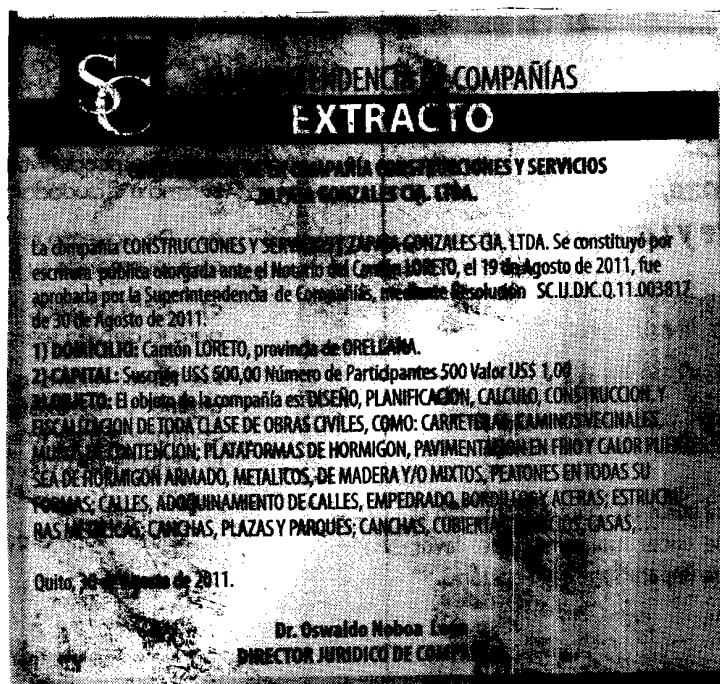 SC
COMPAÑÍAS
EXTRACTO
COMPAÑÍA CONSTRUCCIONES Y SERVICIOS
ZAPATA GONZALES CIA. LTDA.
La compañía CONSTRUCCIONES Y SERVICIOS ZAPATA GONZALES CIA. LTDA. Se constituyó por
escritura pública otorgada ante el Notario del Cantón LORETO, el 19 de Agosto de 2011, fue
aprobada por la Superintendencia de Compañías, mediante Resolución SC.IJ.DJC.Q.11.003817
de 30 de Agosto de 2011.
1) DOMICILIO: Cantón LORETO, provincia de ORELLANA.
2) CAPITAL: Suscrito US$ 500,00 Número de Participantes 500 Valor US$ 1,00
OBJETO: El objeto de la compañía es: DISEÑO, PLANIFICACIÓN, CALCULO, CONSTRUCCION, Y
FISCALIZACION DE TODA CLASE DE OBRAS CIVILES, COMO: CARRETERAS, CAMINOS VECINALES,
MUROS DE CONTENCION; PLATAFORMAS DE HORMIGON, PAVIMENTACION EN FRIO Y CALOR
SEA DE HORMIGON ARMADO, METALICOS, DE MADERA Y/O MIXTOS, PEATONES EN TODAS SU
FORMAS; CALLES, ADOQUINAMIENTO DE CALLES, EMPEDRADO, BORDILLOS Y ACERAS; ESTRUCTU-
RAS METALICAS; CANCHAS, PLAZAS Y PARQUES; CANCHAS, CUBIERTAS, CASAS,
Quito, 30 de Agosto de 2011.
Dr. Oswaldo Noboa
DIRECTOR JURIDICO DE